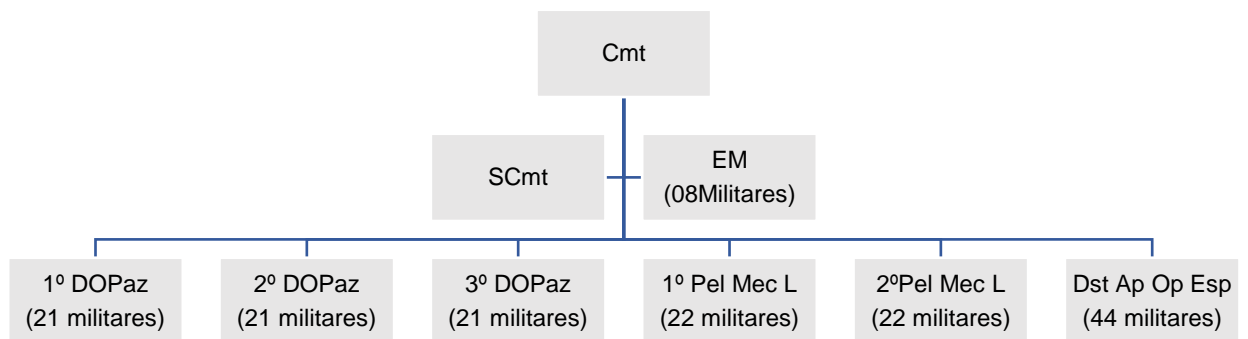 Cmt
SCmt
EM
(08Militares)
1º DOPaz
(21 militares)
2º DOPaz
(21 militares)
3º DOPaz
(21 militares)
1º Pel Mec L
(22 militares)
2ºPel Mec L
(22 militares)
Dst Ap Op Esp
(44 militares)